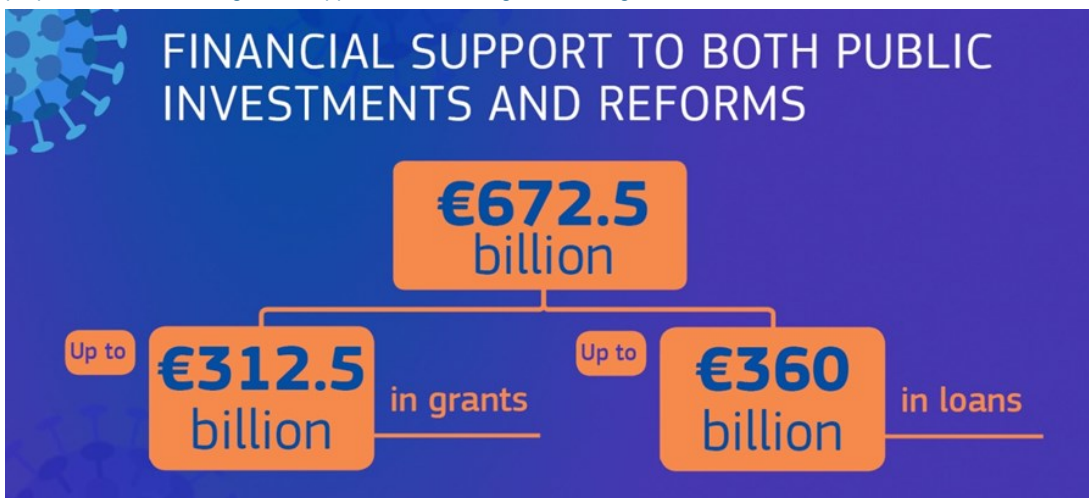 FINANCIAL SUPPORT TO BOTH PUBLIC
INVESTMENTS AND REFORMS
€672.5
billion
Up to
€312.5
billion
in grants
Up to
€360
billion
in loans